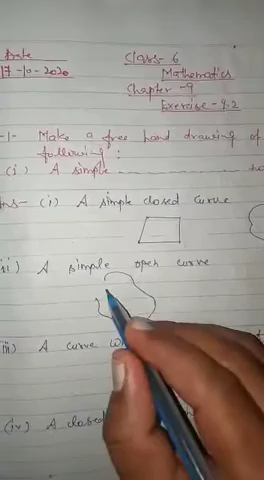 Date
17-10-2020
Class- 6
Mathematics
Chapter - 9
Exercise - 9.2
-1- Make a free hand drawing of
following :
(i) A simple
Ans- (i) A simple closed curve
(ii) A simple open curve
(iii) A curve
(iv) A closed